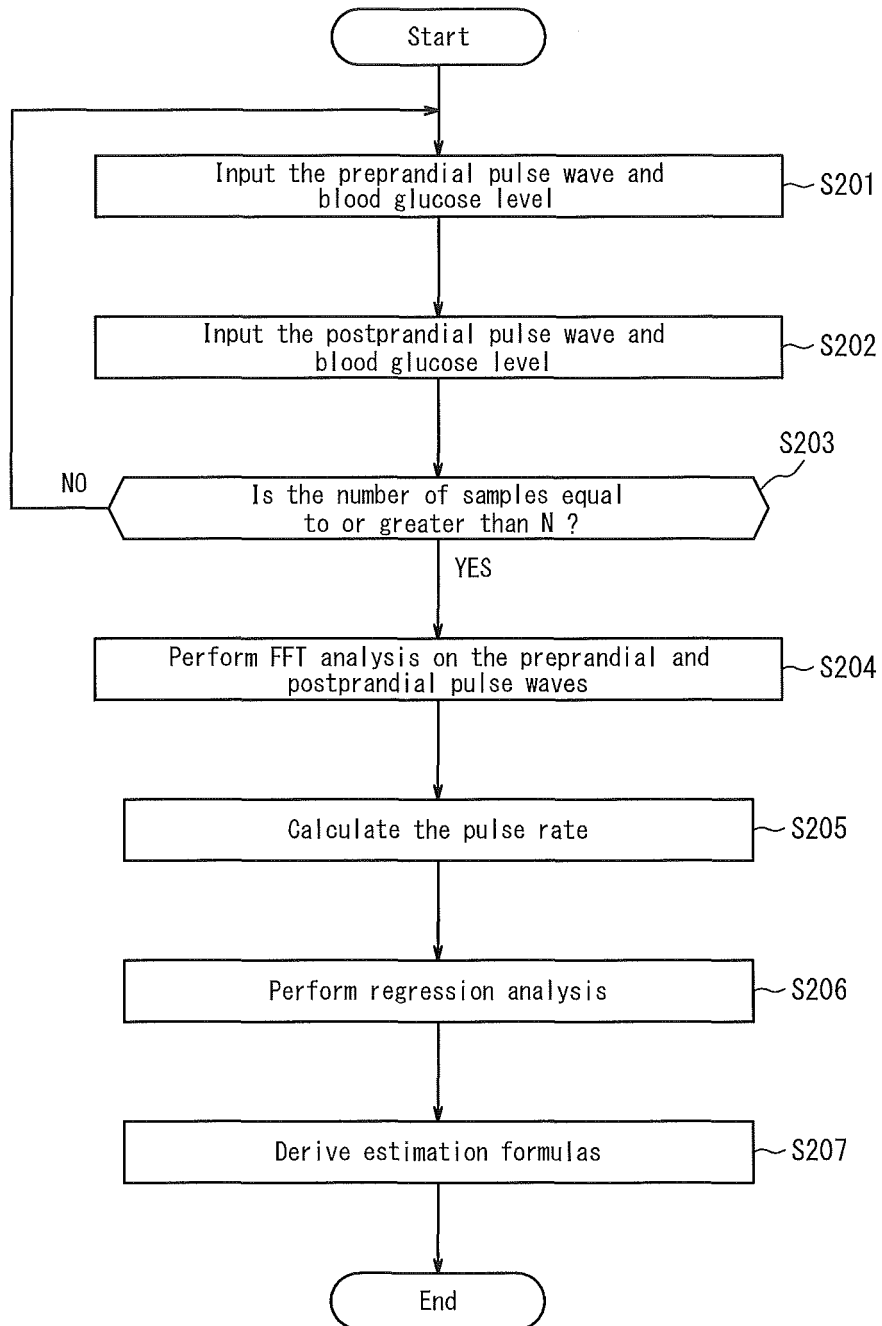 Start
Input the preprandial pulse wave and
blood glucose level
S201
Input the postprandial pulse wave and
blood glucose level
S202
S203
NO
Is the number of samples equal
to or greater than N ?
YES
Perform FFT analysis on the preprandial and
postprandial pulse waves
S204
Calculate the pulse rate
S205
Perform regression analysis
S206
Derive estimation formulas
S207
End